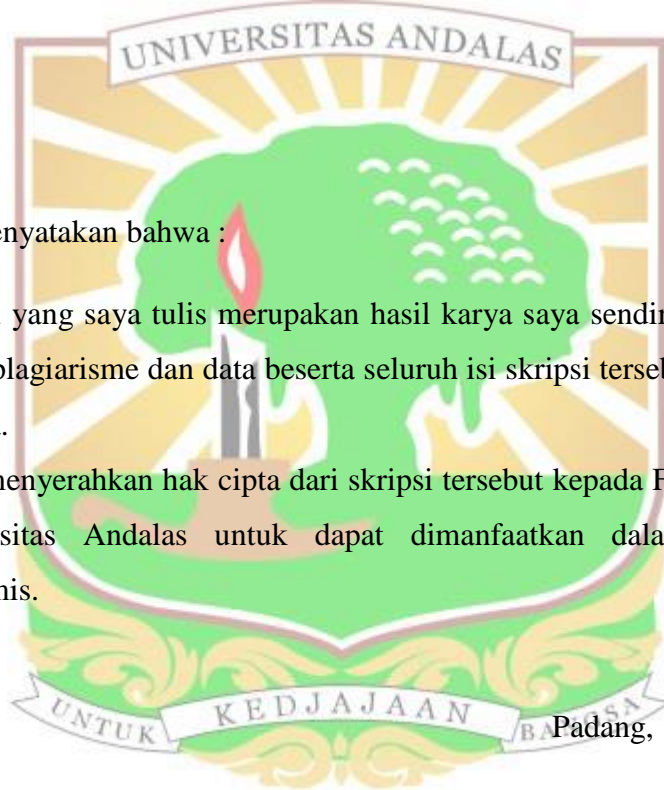 UNIVERSITAS ANDALAS
enyatakan bahwa :
yang saya tulis merupakan hasil karya saya sendir
plagiarisme dan data beserta seluruh isi skripsi terseb
.
menyerahkan hak cipta dari skripsi tersebut kepada F
sitas Andalas untuk dapat dimanfaatkan dala
nis.
UNTUK KEDJAJAAN BANGSA
Padang,